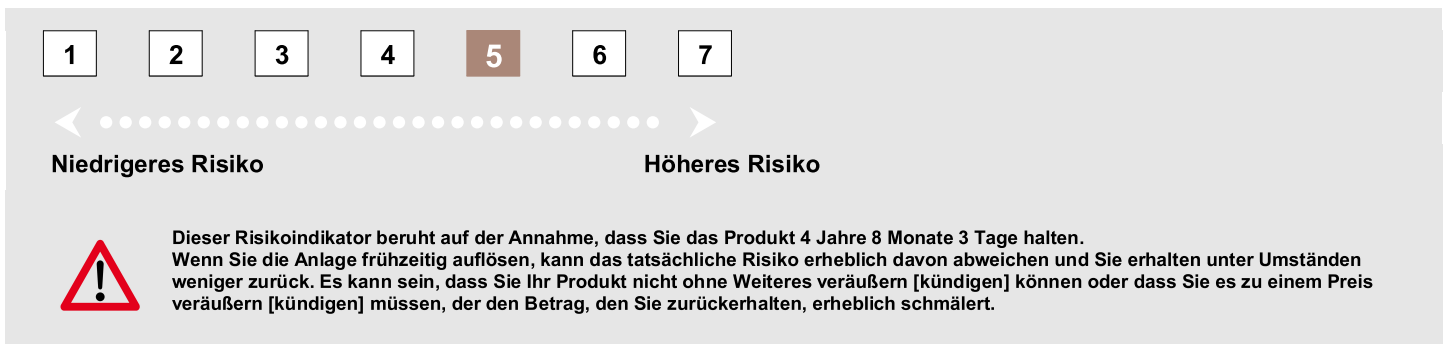 1 2 3 4 5 6 7
Niedrigeres Risiko Höheres Risiko
Dieser Risikoindikator beruht auf der Annahme, dass Sie das Produkt 4 Jahre 8 Monate 3 Tage halten.
Wenn Sie die Anlage frühzeitig auflösen, kann das tatsächliche Risiko erheblich davon abweichen und Sie erhalten unter Umständen
weniger zurück. Es kann sein, dass Sie Ihr Produkt nicht ohne Weiteres veräußern [kündigen] können oder dass Sie es zu einem Preis
veräußern [kündigen] müssen, der den Betrag, den Sie zurückerhalten, erheblich schmälert.